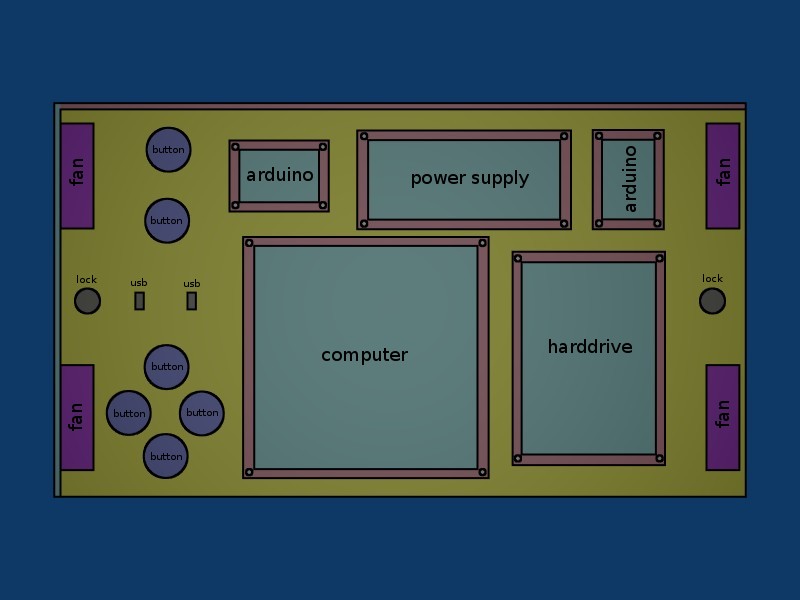 button
arduino
power supply
arduino
fan
fan
button
lock
usb
usb
lock
computer
harddrive
button
button
button
fan
fan
button